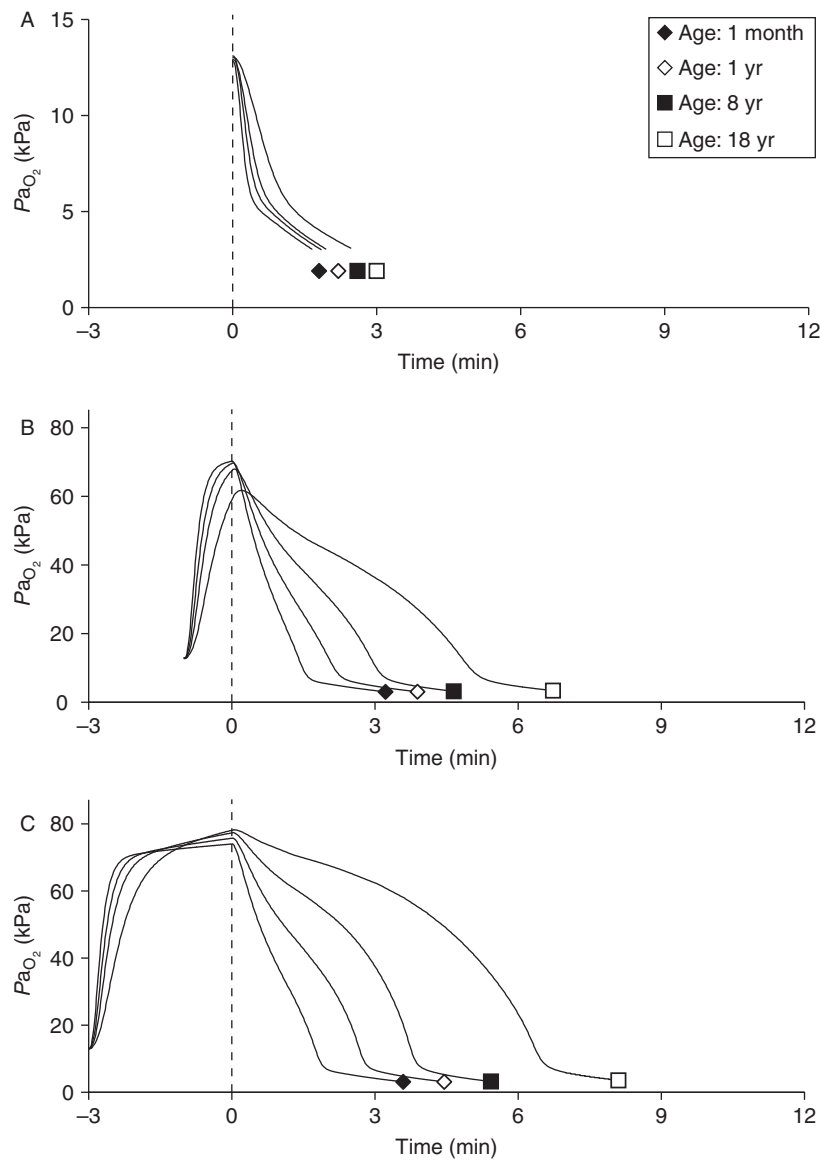 A
15
10
5
0
PaO2 (kPa)
–3 0 3 6 9 12
Time (min)
Age: 1 month
Age: 1 yr
Age: 8 yr
Age: 18 yr
B
80
60
40
20
0
PaO2 (kPa)
–3 0 3 6 9 12
Time (min)
C
80
60
40
20
0
PaO2 (kPa)
–3 0 3 6 9 12
Time (min)